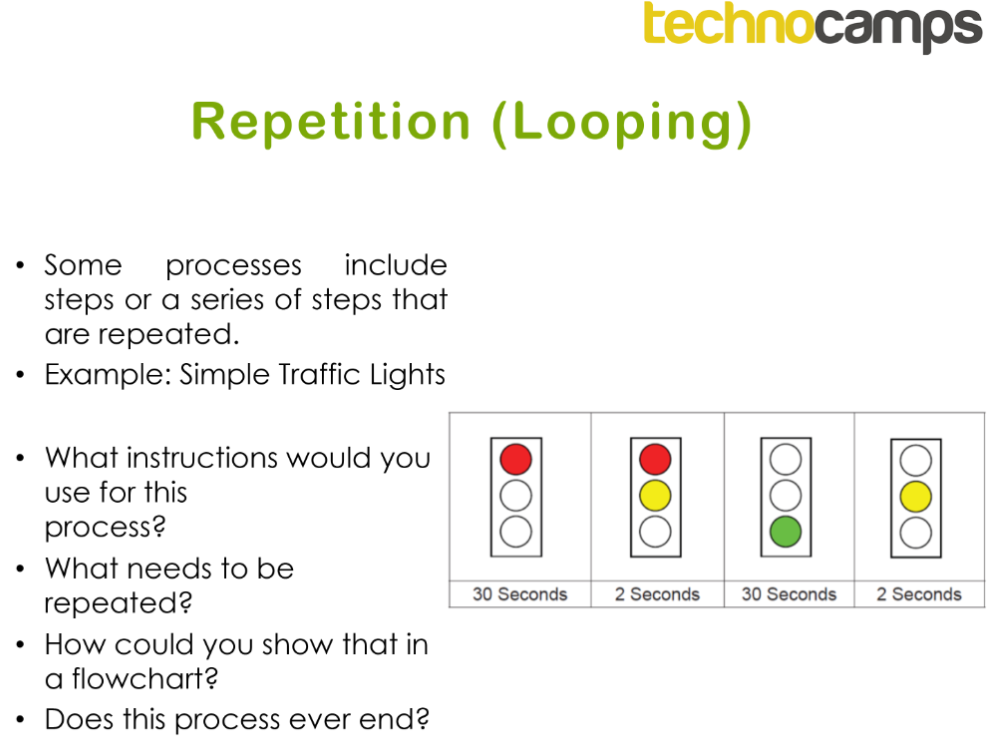 technocamps
Repetition (Looping)
• Some processes include
steps or a series of steps that
are repeated.
• Example: Simple Traffic Lights
• What instructions would you
use for this
process?
• What needs to be
repeated?
• How could you show that in
a flowchart?
• Does this process ever end?
30 Seconds 2 Seconds 30 Seconds 2 Seconds